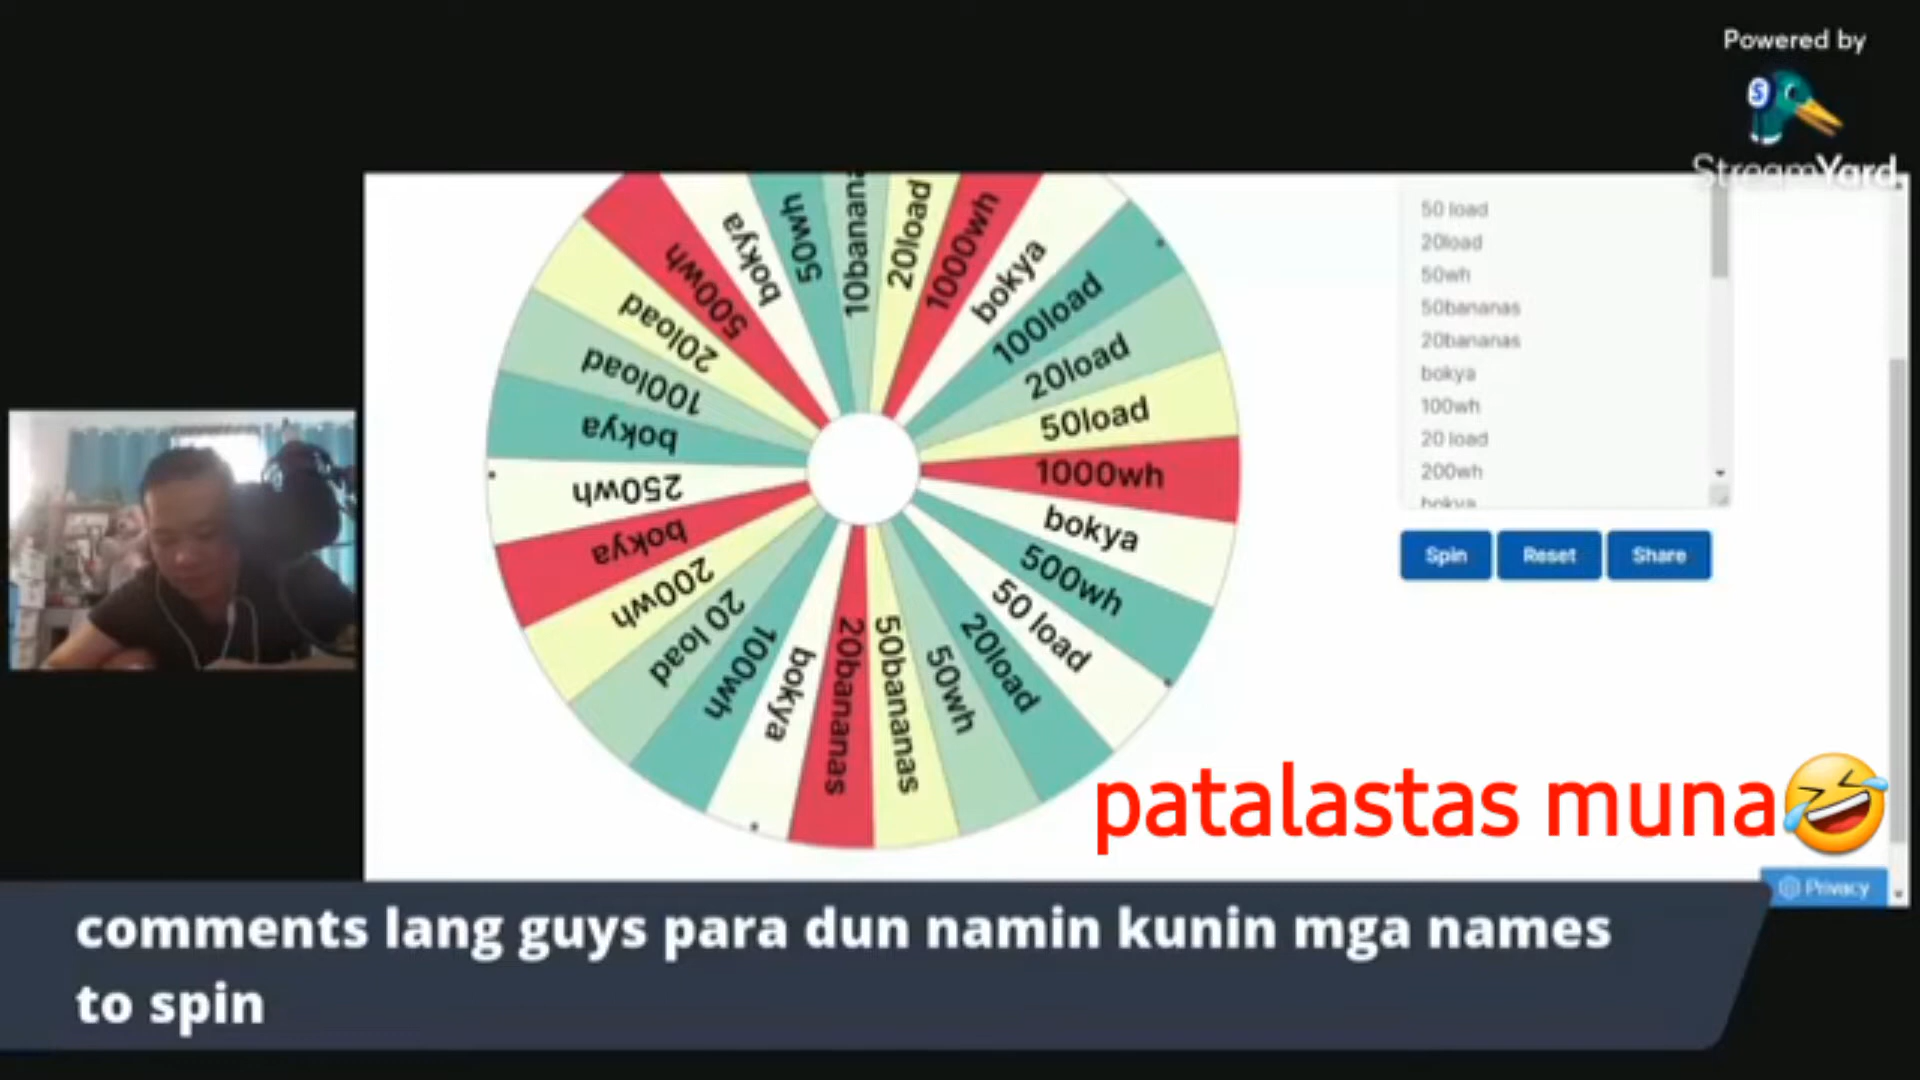 Powered by
StreamYard
50wh
10banana
20load
1000wh
bokya
100load
20load
50load
1000wh
bokya
500wh
50 load
20load
50wh
50bananas
20bananas
bokya
100wh
20 load
200wh
bokya
250wh
bokya
100load
20load
500wh
bokya
50 load
20load
50wh
50bananas
20bananas
bokya
100wh
20 load
200wh
bokya
Spin
Reset
Share
patalastas muna🤣
Privacy
comments lang guys para dun namin kunin mga names
to spin